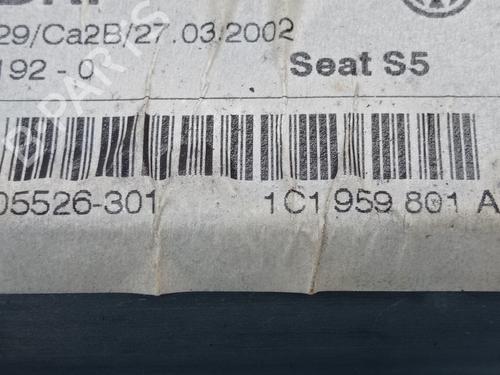 29/Ca2B/27.03.2002
192 - 0 Seat S5
05526-301 1C1 959 801 A